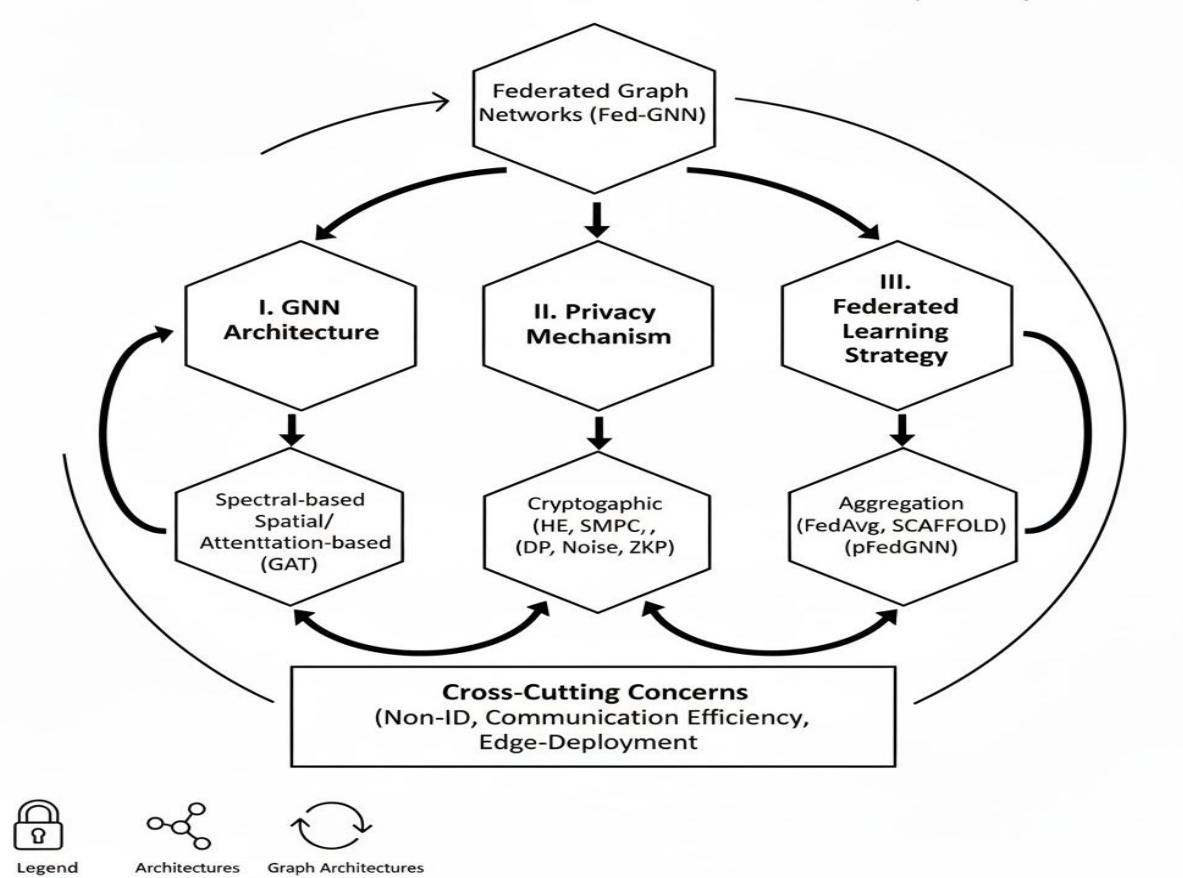 Federated Graph
Networks (Fed-GNN)
I. GNN
Architecture
II. Privacy
Mechanism
III.
Federated
Learning
Strategy
Spectral-based
Spatial/
Attenttation-based
(GAT)
Cryptogaphic
(HE, SMPC, ,
(DP, Noise, ZKP)
Aggregation
(FedAvg, SCAFFOLD)
(pFedGNN)
Cross-Cutting Concerns
(Non-ID, Communication Efficiency,
Edge-Deployment
Legend
Architectures
Graph Architectures